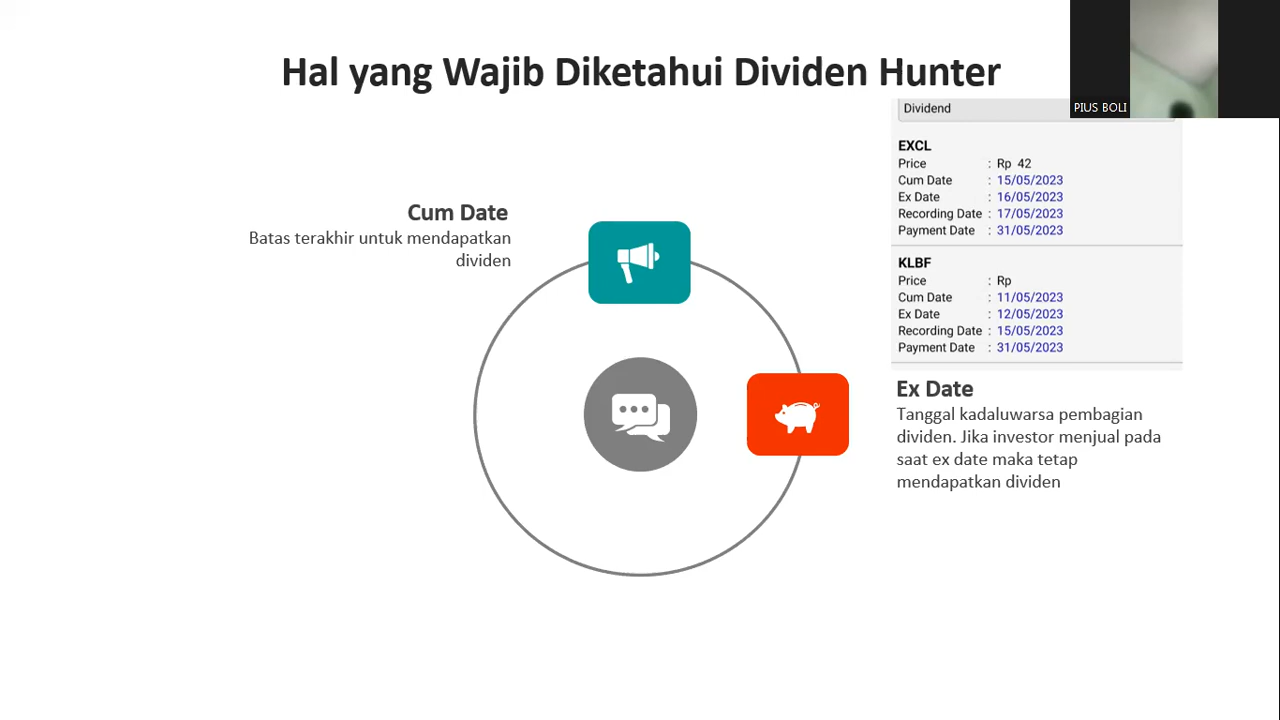 Hal yang Wajib Diketahui Dividen Hunter
PIUS BOLI
Dividend
EXCL
Price : Rp 42
Cum Date : 15/05/2023
Ex Date : 16/05/2023
Recording Date : 17/05/2023
Payment Date : 31/05/2023
KLBF
Price : Rp
Cum Date : 11/05/2023
Ex Date : 12/05/2023
Recording Date : 15/05/2023
Payment Date : 31/05/2023
Cum Date
Batas terakhir untuk mendapatkan
dividen
Ex Date
Tanggal kadaluwarsa pembagian
dividen. Jika investor menjual pada
saat ex date maka tetap
mendapatkan dividen